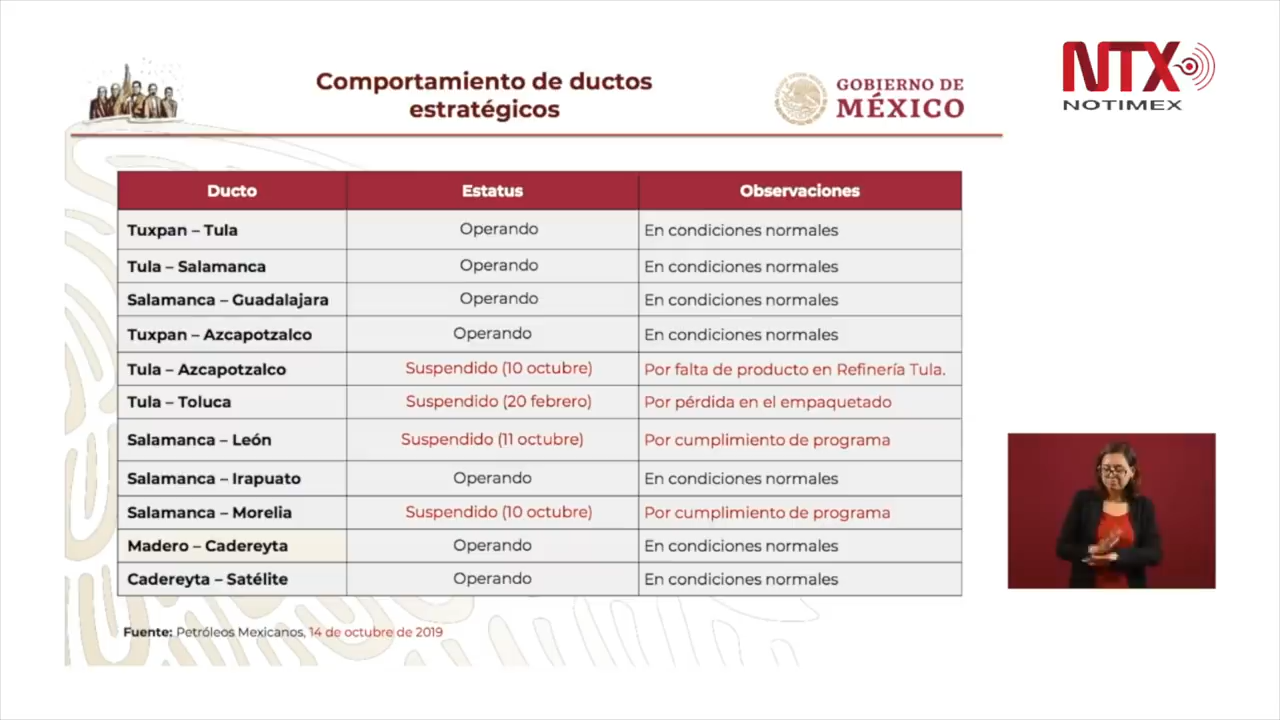 Comportamiento de ductos
estratégicos
GOBIERNO DE
MÉXICO
NTX
NOTIMEX
Ducto Estatus Observaciones
Tuxpan – Tula Operando En condiciones normales
Tula – Salamanca Operando En condiciones normales
Salamanca – Guadalajara Operando En condiciones normales
Tuxpan – Azcapotzalco Operando En condiciones normales
Tula – Azcapotzalco Suspendido (10 octubre) Por falta de producto en Refinería Tula.
Tula – Toluca Suspendido (20 febrero) Por pérdida en el empaquetado
Salamanca – León Suspendido (11 octubre) Por cumplimiento de programa
Salamanca – Irapuato Operando En condiciones normales
Salamanca – Morelia Suspendido (10 octubre) Por cumplimiento de programa
Madero – Cadereyta Operando En condiciones normales
Cadereyta – Satélite Operando En condiciones normales
Fuente: Petróleos Mexicanos, 14 de octubre de 2019